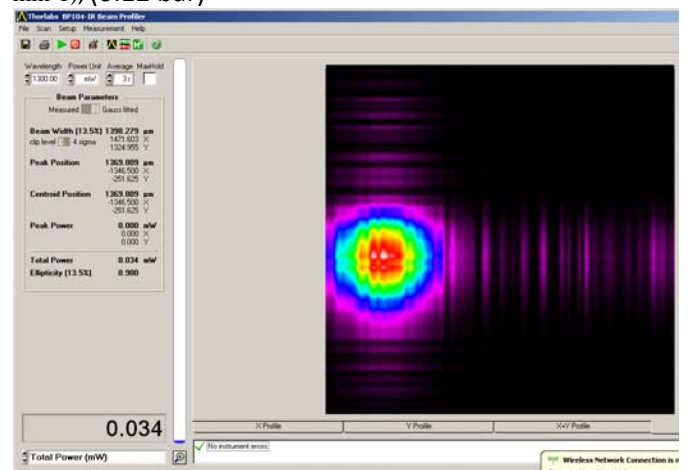 (0.22 bar)
Thorlabs BP104-IR Beam Profiler
File Scan Setup Measurement Help
Wavelength Power Unit Average MaxHold
1300.00 mW 3
Beam Parameters
Measured Gauss fitted
Beam Width (13.5%) 1398.279 µm
clip level 4 sigma 1471.603 X
1324.955 Y
Peak Position 1369.809 µm
-1346.500 X
-251.625 Y
Centroid Position 1369.809 µm
-1346.500 X
-251.625 Y
Peak Power 0.000 mW
0.000 X
0.000 Y
Total Power 0.034 mW
Ellipticity (13.5%) 0.900
0.034
X Profile Y Profile X+Y Profile
Total Power (mW)
No instrument errors
Wireless Network Connection is